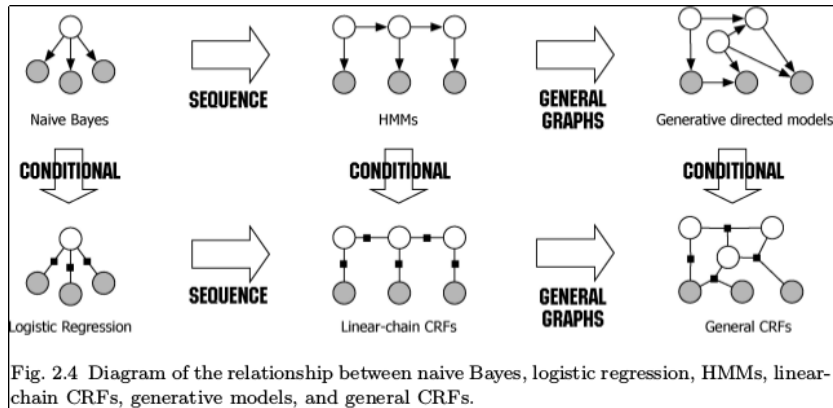 SEQUENCE
GENERAL
GRAPHS
Naive Bayes
HMMs
Generative directed models
CONDITIONAL
CONDITIONAL
CONDITIONAL
SEQUENCE
GENERAL
GRAPHS
Logistic Regression
Linear-chain CRFs
General CRFs
Fig. 2.4 Diagram of the relationship between naive Bayes, logistic regression, HMMs, linear-
chain CRFs, generative models, and general CRFs.